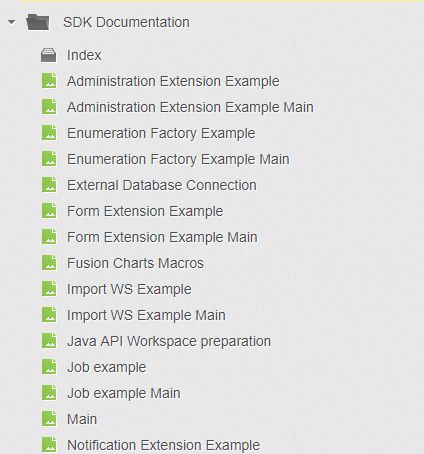 SDK Documentation
Index
Administration Extension Example
Administration Extension Example Main
Enumeration Factory Example
Enumeration Factory Example Main
External Database Connection
Form Extension Example
Form Extension Example Main
Fusion Charts Macros
Import WS Example
Import WS Example Main
Java API Workspace preparation
Job example
Job example Main
Main
Notification Extension Example